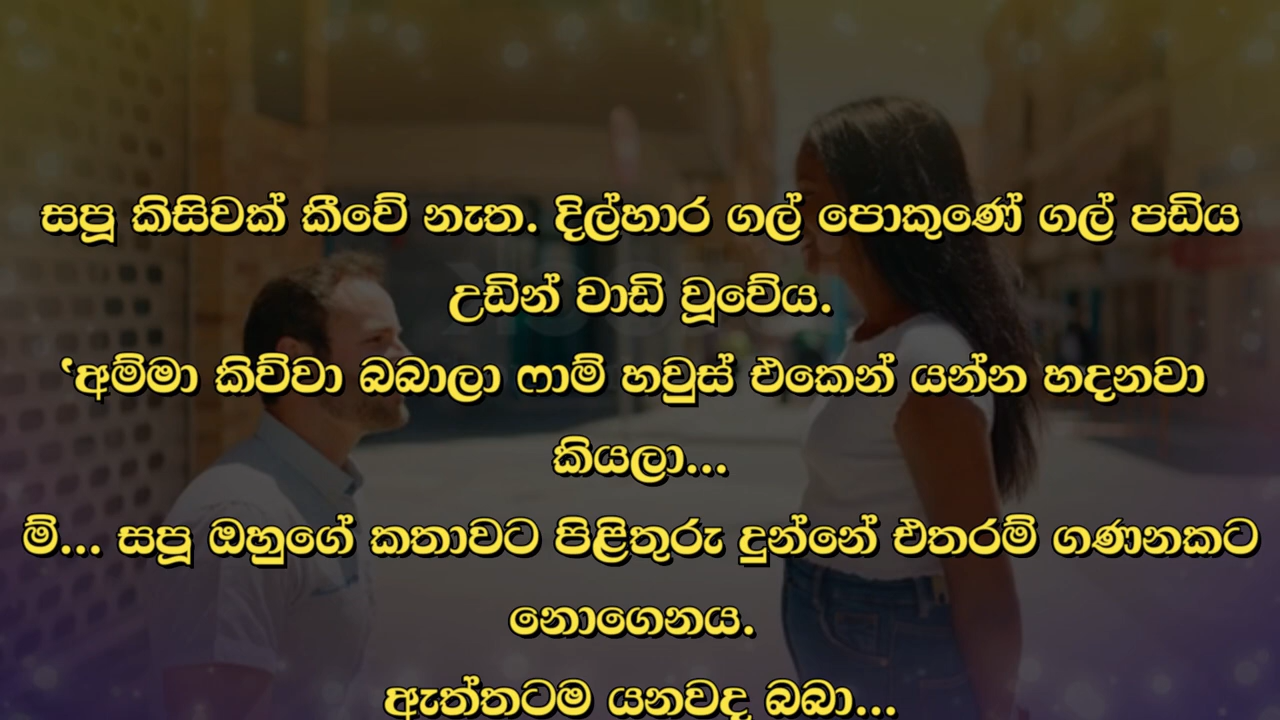 සපූ කිසිවක් කීවේ නැත. දිල්හාර ගල් පොකුණේ ගල් පඩිය
උඩින් වාඩි වූවේය.
‘අම්මා කිව්වා බබාලා ෆාම් හවුස් එකෙන් යන්න හදනවා
කියලා...
ම්... සපූ ඔහුගේ කතාවට පිළිතුරු දුන්නේ එතරම් ගණනකට
නොගෙනය.
ඇත්තටම යනවද බබා...